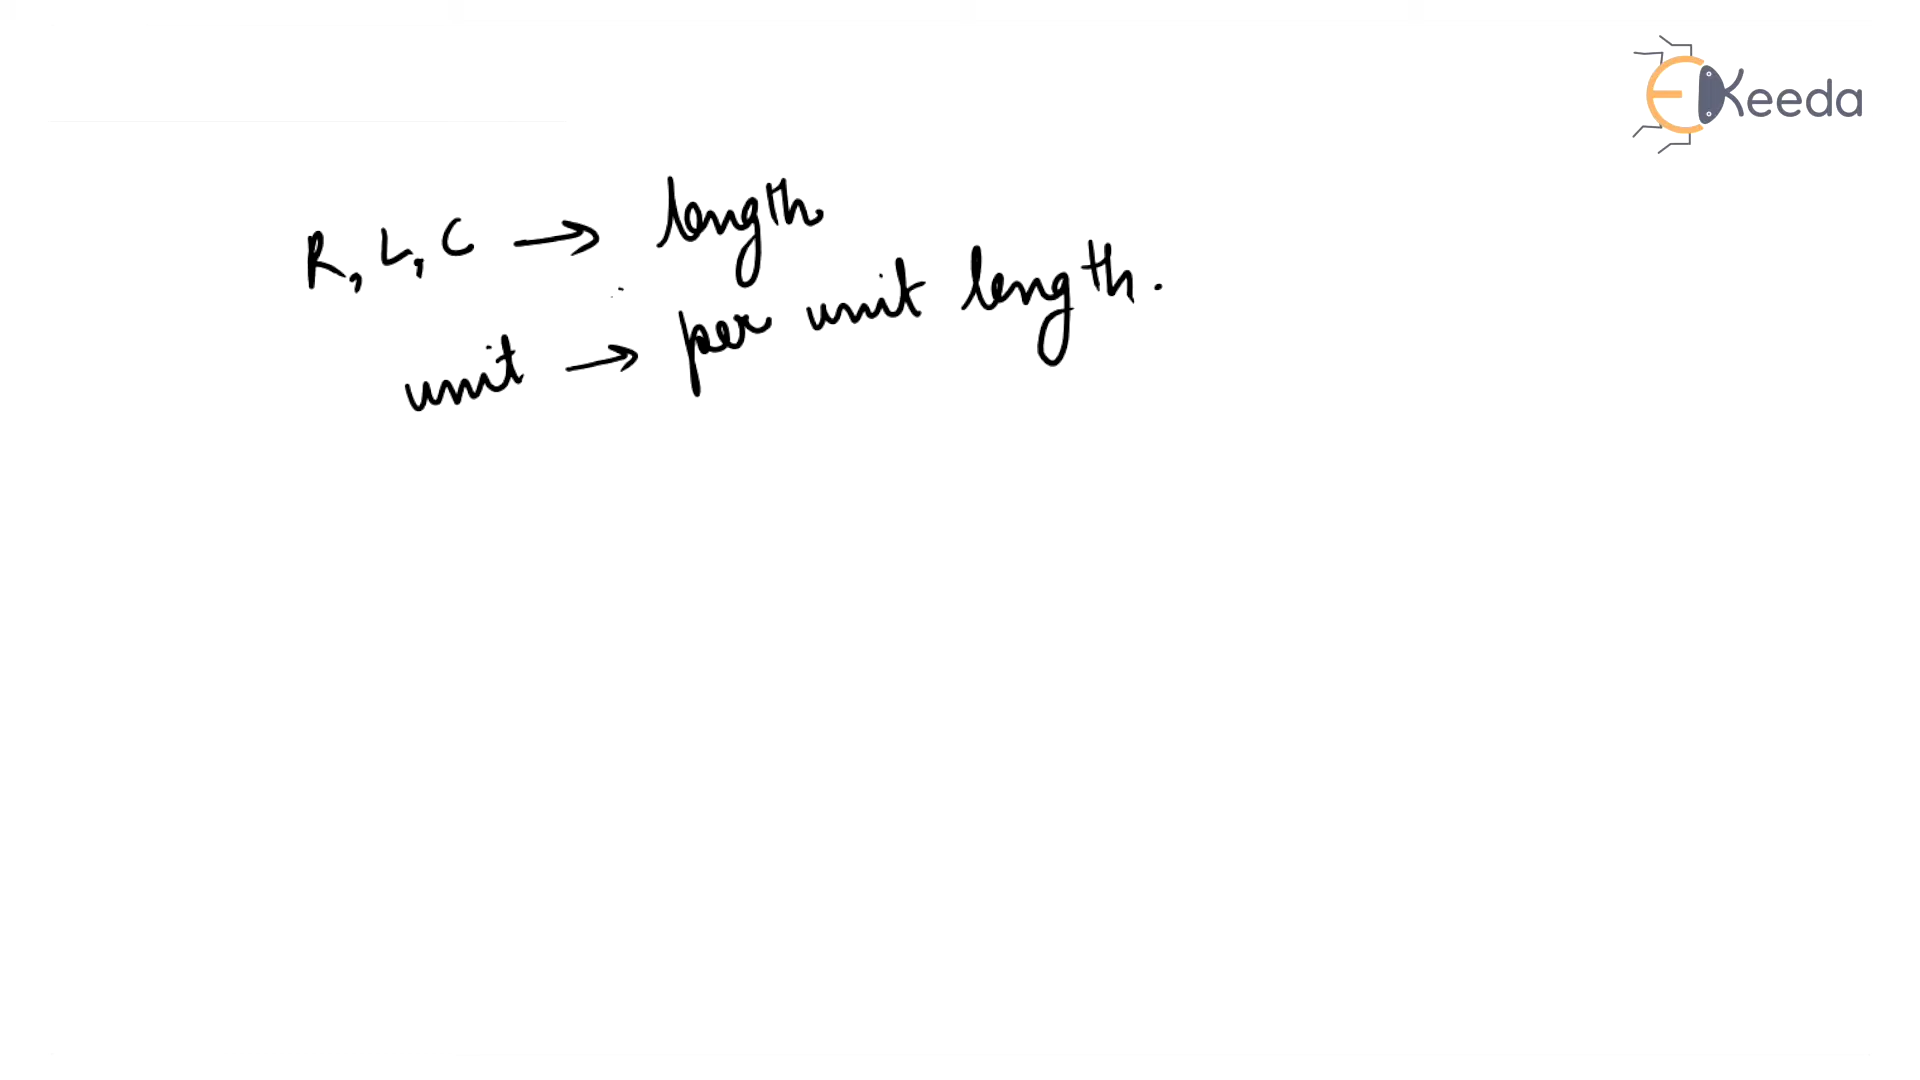 EKeeda
R, L, C → length
unit → per unit length.